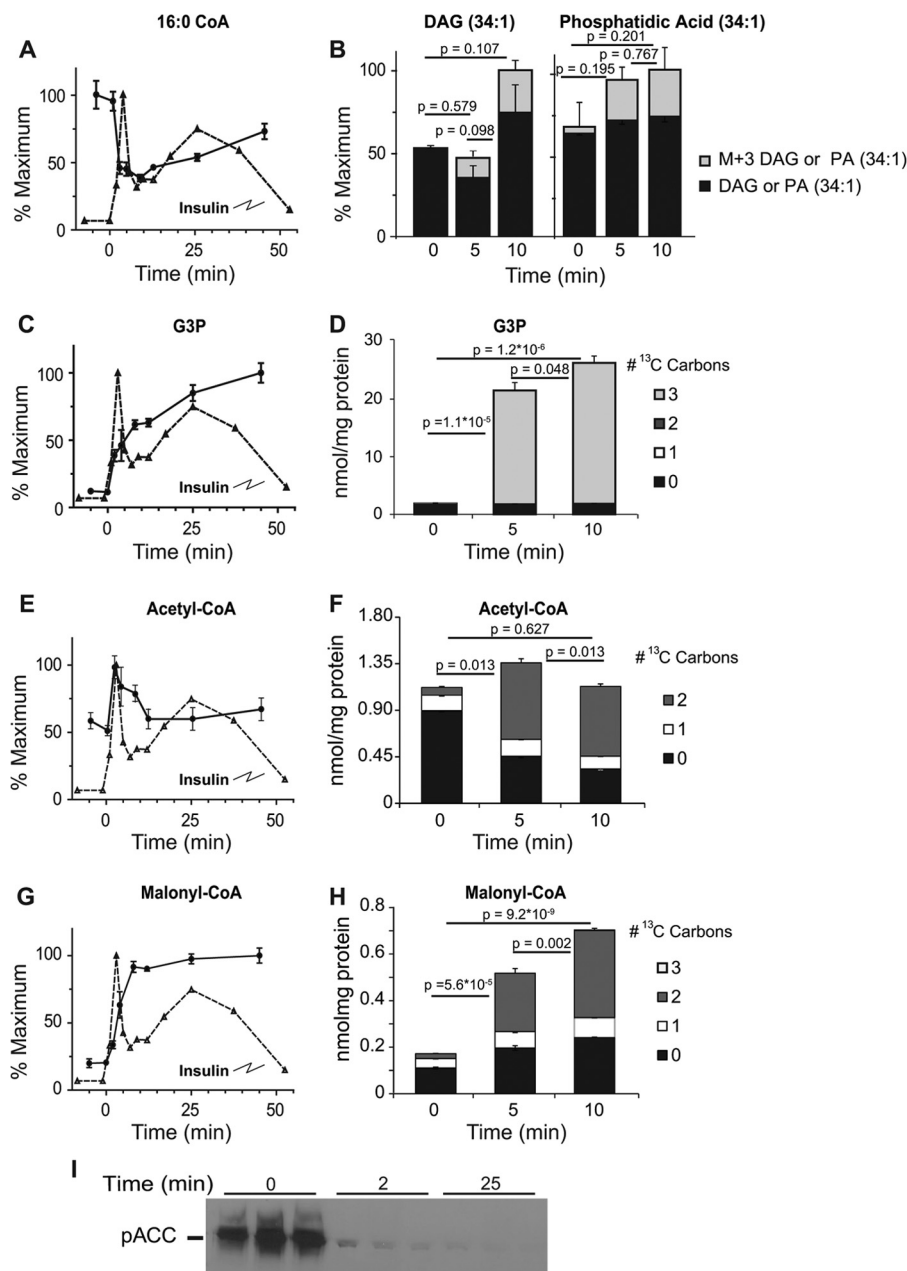 A
16:0 CoA
% Maximum
100
50
0
Insulin
0
50
Time (min)
B
DAG (34:1)
Phosphatidic Acid (34:1)
p = 0.107
p = 0.579
p = 0.098
p = 0.201
p = 0.767
p = 0.195
% Maximum
100
50
0
0 5 10
0 5 10
Time (min)
M+3 DAG or PA (34:1)
DAG or PA (34:1)
C
G3P
% Maximum
100
50
0
Insulin
0
50
Time (min)
D
G3P
p = 1.2*10-6
p = 0.048
p =1.1*10-5
nmol/mg protein
30
20
10
0
0 5 10
Time (min)
# 13C Carbons
3
2
1
0
E
Acetyl-CoA
% Maximum
100
50
0
Insulin
0
50
Time (min)
F
Acetyl-CoA
p = 0.627
p = 0.013
p = 0.013
nmol/mg protein
1.80
1.35
0.90
0.45
0
0 5 10
Time (min)
# 13C Carbons
2
1
0
G
Malonyl-CoA
% Maximum
100
50
0
Insulin
0
50
Time (min)
H
Malonyl-CoA
p = 9.2*10-9
p = 0.002
p =5.6*10-5
nmolmg protein
0.8
0.6
0.4
0.2
0
0 5 10
Time (min)
# 13C Carbons
3
2
1
0
I
Time (min) 0 2 25
pACC